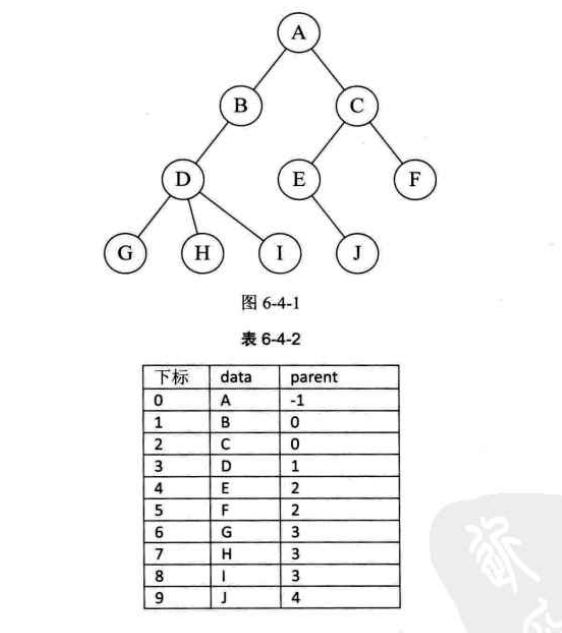 A
B C
D E F
G H I J
图 6-4-1
表 6-4-2
下标 data parent
0 A -1
1 B 0
2 C 0
3 D 1
4 E 2
5 F 2
6 G 3
7 H 3
8 I 3
9 J 4